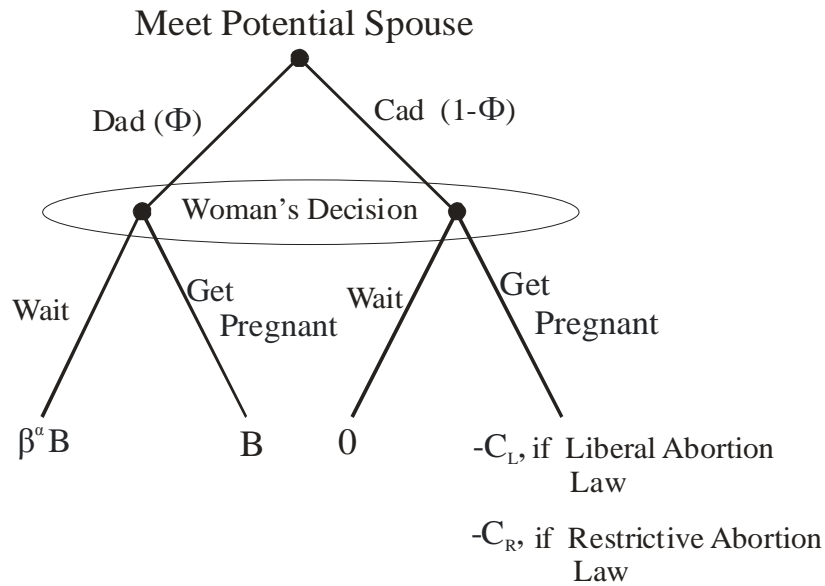 Meet Potential Spouse
Dad (Φ)
Cad (1-Φ)
Woman's Decision
Wait
Get
Pregnant
Wait
Get
Pregnant
β^α B
B
0
-C_L, if Liberal Abortion
Law
-C_R, if Restrictive Abortion
Law